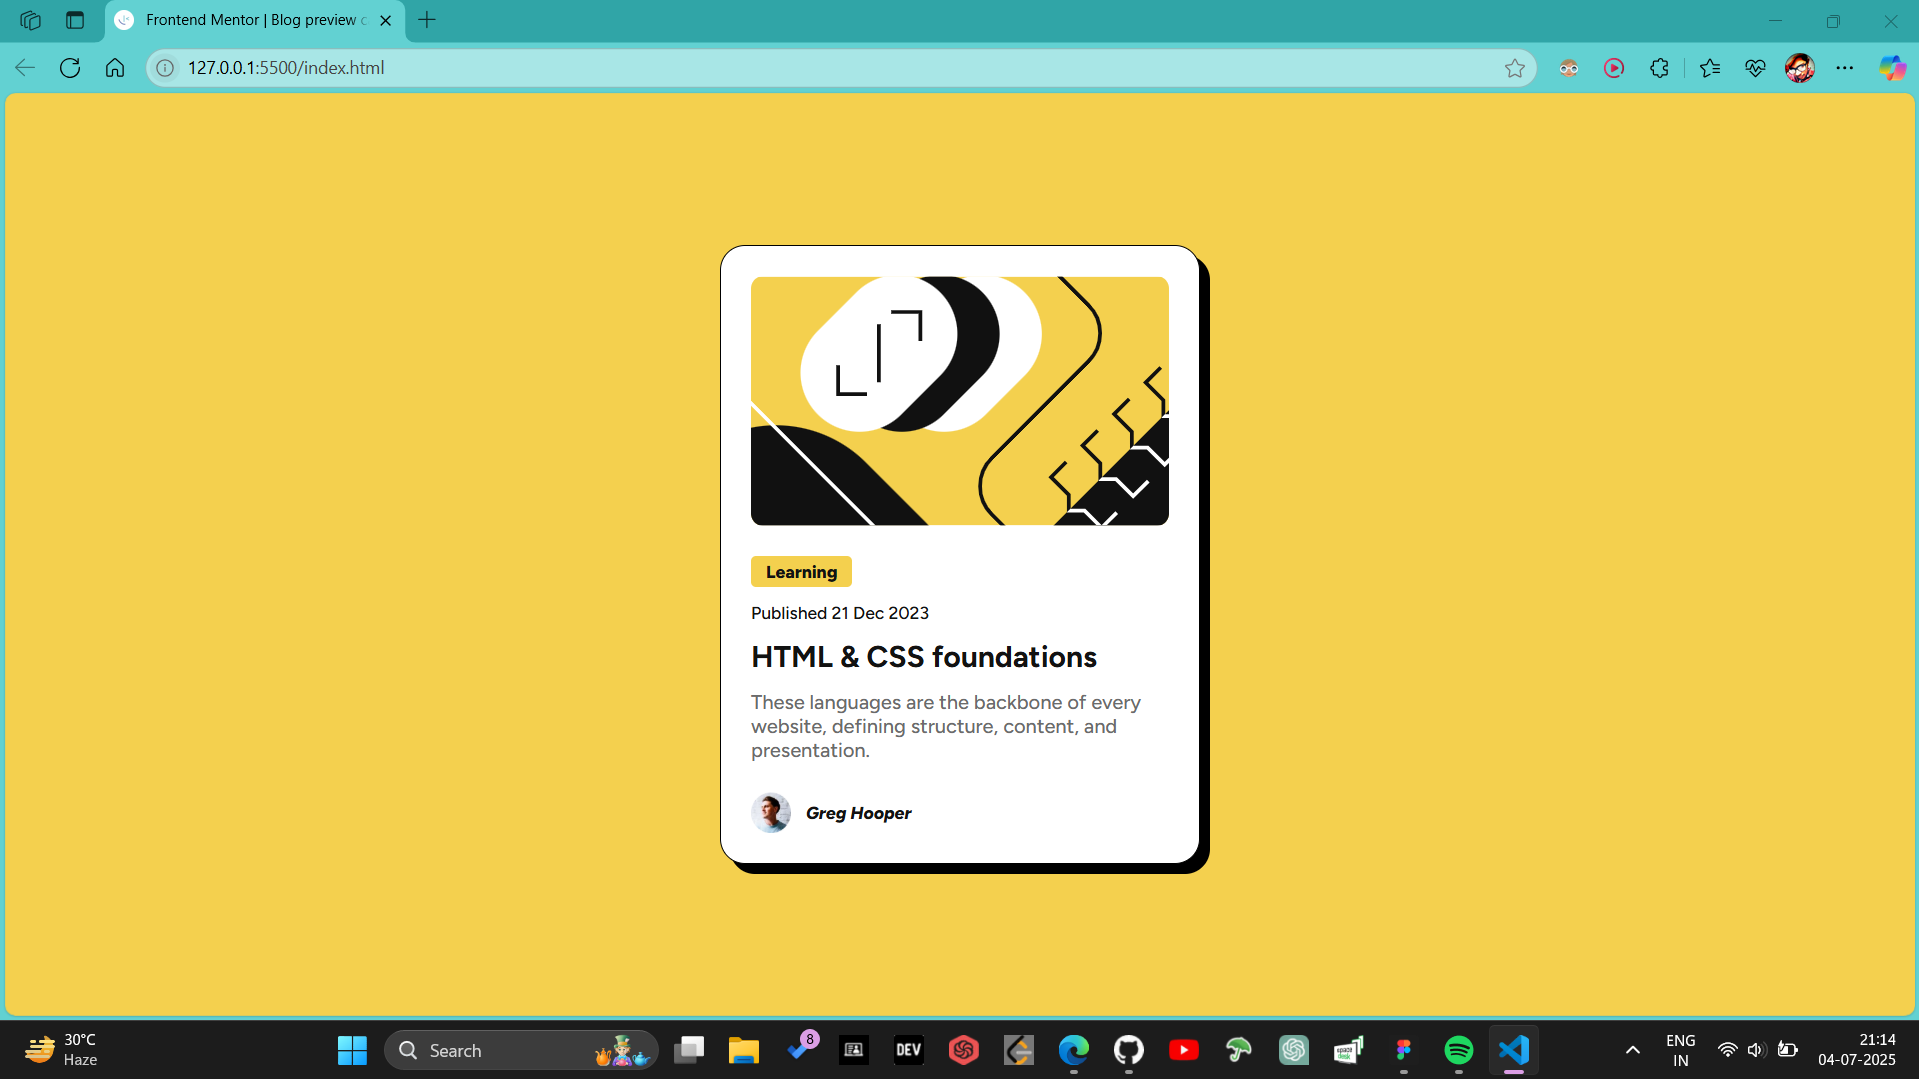 Frontend Mentor | Blog preview c
127.0.0.1:5500/index.html
Learning
Published 21 Dec 2023
HTML & CSS foundations
These languages are the backbone of every
website, defining structure, content, and
presentation.
Greg Hooper
30°C
Haze
Search
8
DEV
space
desk
ENG
IN
21:14
04-07-2025